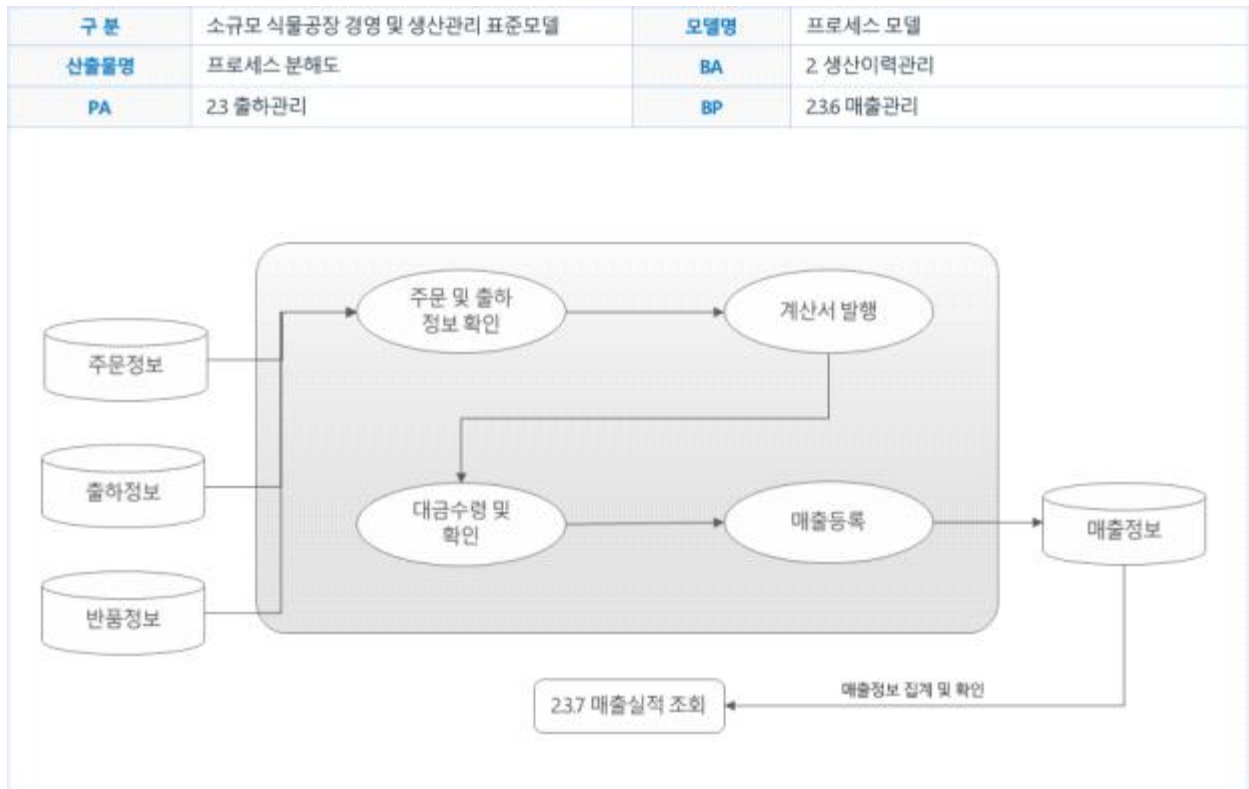 구 분 소규모 식물공장 경영 및 생산관리 표준모델 모델명 프로세스 모델
산출물명 프로세스 분해도 BA 2. 생산이력관리
PA 2.3 출하관리 BP 2.3.6 매출관리
주문 및 출하
정보 확인
계산서 발행
주문정보
출하정보
대금수령 및
확인
매출등록
매출정보
반품정보
매출정보 집계 및 확인
2.3.7 매출실적 조회